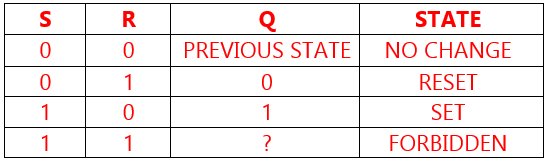 S R Q STATE
0 0 PREVIOUS STATE NO CHANGE
0 1 0 RESET
1 0 1 SET
1 1 ? FORBIDDEN